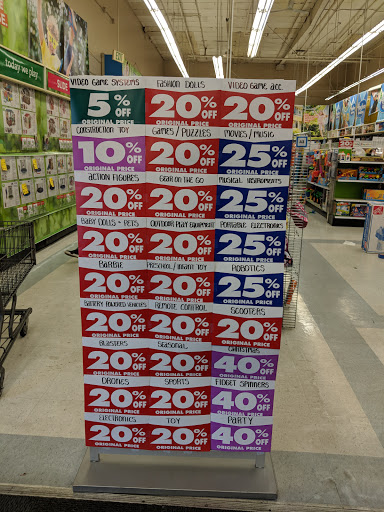 together we play
SLIDE
VIDEO GAME SYSTEMS FASHION DOLLS VIDEO GAME ACC.
5% OFF 20% OFF 20% OFF
ORIGINAL PRICE ORIGINAL PRICE ORIGINAL PRICE
CONSTRUCTION TOY GAMES / PUZZLES MOVIES / MUSIC
10% OFF 20% OFF 25% OFF
ORIGINAL PRICE ORIGINAL PRICE ORIGINAL PRICE
ACTION FIGURES GEAR ON THE GO MUSICAL INSTRUMENTS
20% OFF 20% OFF 25% OFF
ORIGINAL PRICE ORIGINAL PRICE ORIGINAL PRICE
BABY DOLLS + PETS OUTDOOR PLAY EQUIPMENT PORTABLE ELECTRONICS
20% OFF 20% OFF 25% OFF
ORIGINAL PRICE ORIGINAL PRICE ORIGINAL PRICE
BARBIE PRESCHOOL / INFANT TOY ROBOTICS
20% OFF 20% OFF 25% OFF
ORIGINAL PRICE ORIGINAL PRICE ORIGINAL PRICE
BATTERY POWERED VEHICLES REMOTE CONTROL SCOOTERS
20% OFF 20% OFF 20% OFF
ORIGINAL PRICE ORIGINAL PRICE ORIGINAL PRICE
BLASTERS SEASONAL CHRISTMAS
20% OFF 20% OFF 40% OFF
ORIGINAL PRICE ORIGINAL PRICE ORIGINAL PRICE
DRONES SPORTS FIDGET SPINNERS
20% OFF 20% OFF 40% OFF
ORIGINAL PRICE ORIGINAL PRICE ORIGINAL PRICE
ELECTRONICS TOY PARTY
20% OFF 20% OFF 40% OFF
ORIGINAL PRICE ORIGINAL PRICE ORIGINAL PRICE